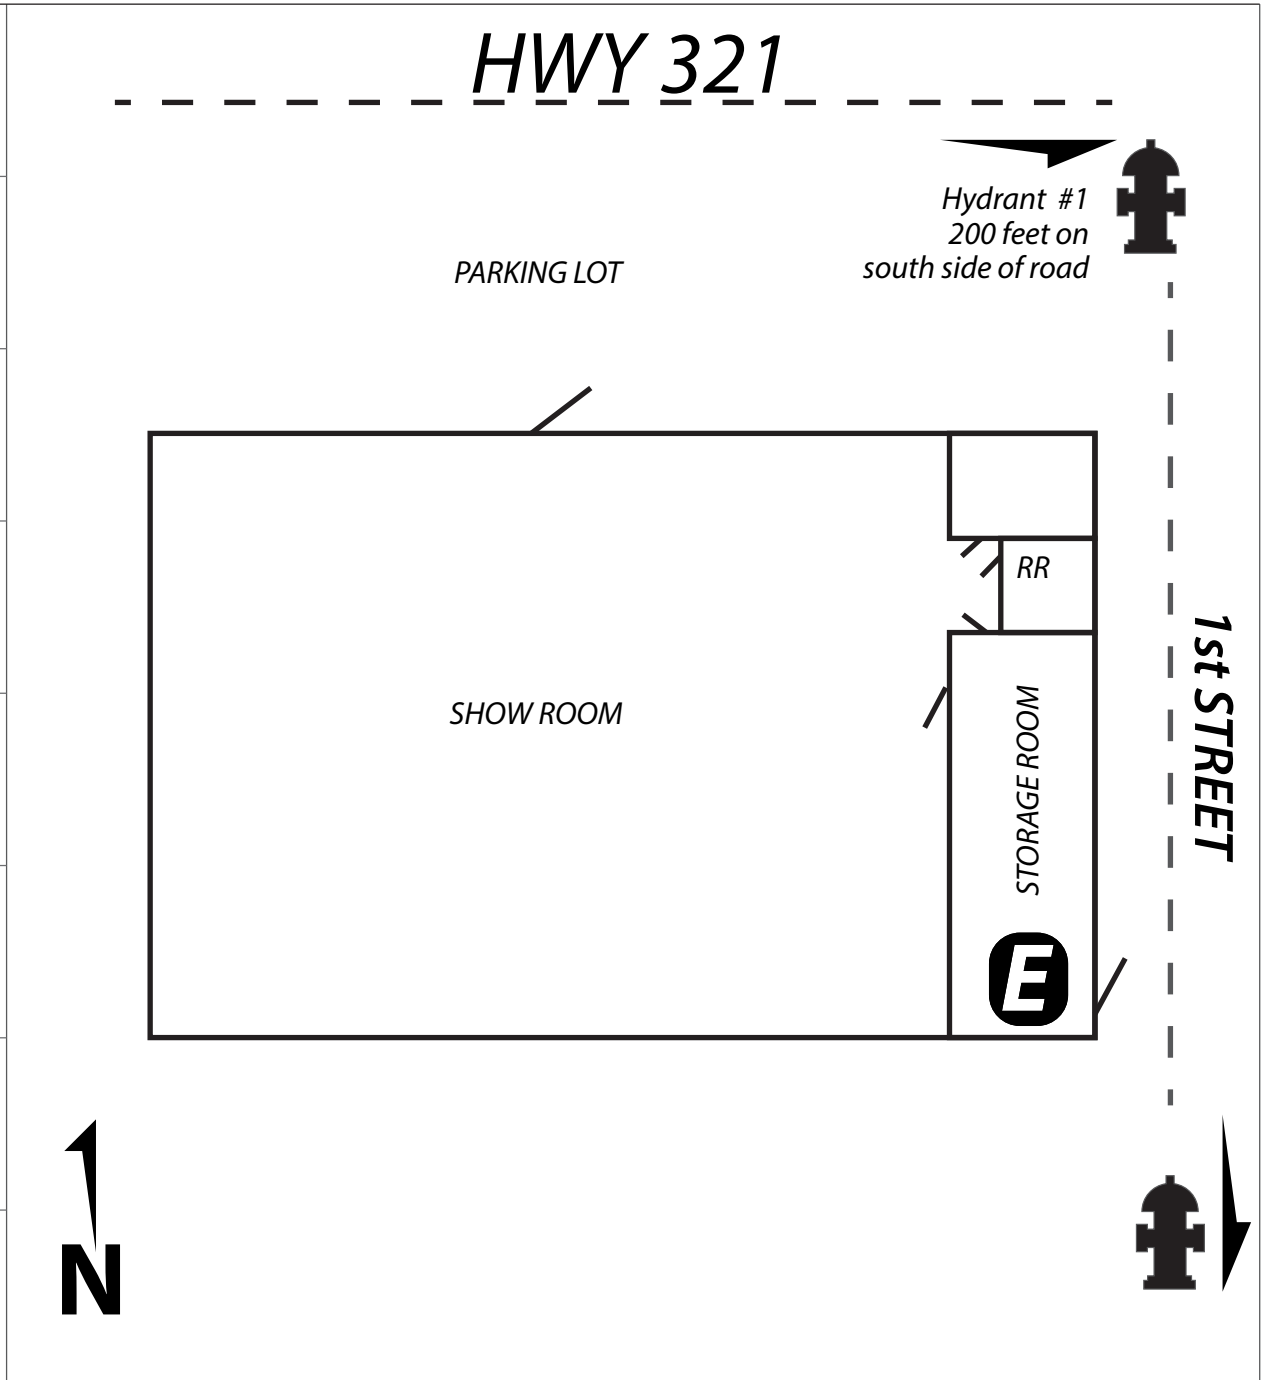 HWY 321
Hydrant #1
200 feet on
south side of road
PARKING LOT
RR
1st STREET
SHOW ROOM
STORAGE ROOM
E
N